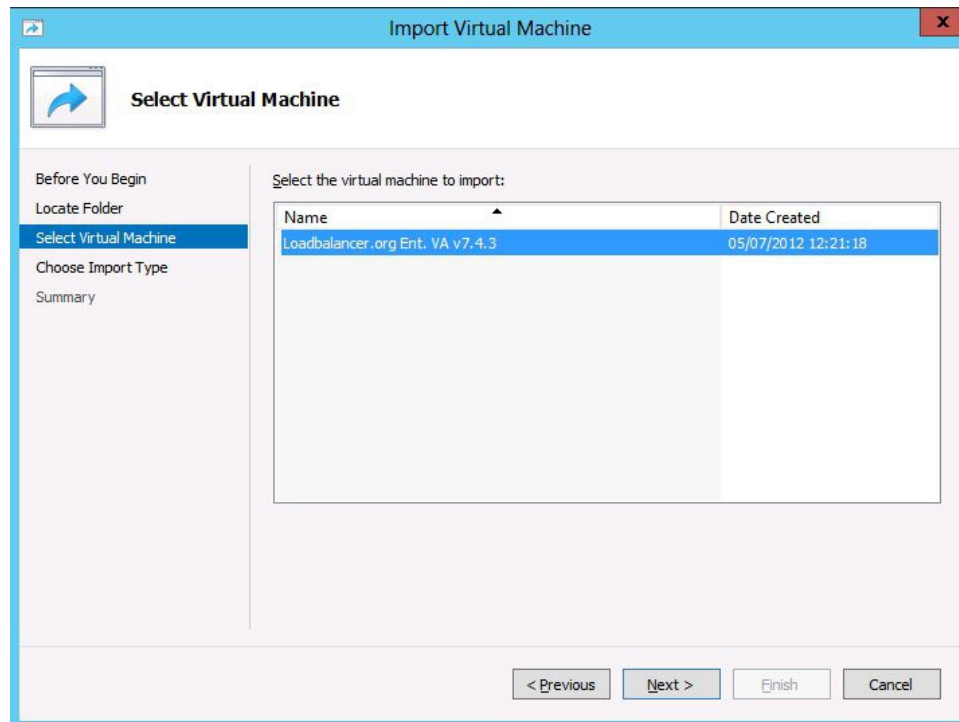 Import Virtual Machine
x
Select Virtual Machine
Before You Begin
Locate Folder
Select Virtual Machine
Choose Import Type
Summary
Select the virtual machine to import:
Name Date Created
Loadbalancer.org Ent. VA v7.4.3 05/07/2012 12:21:18
< Previous Next > Finish Cancel